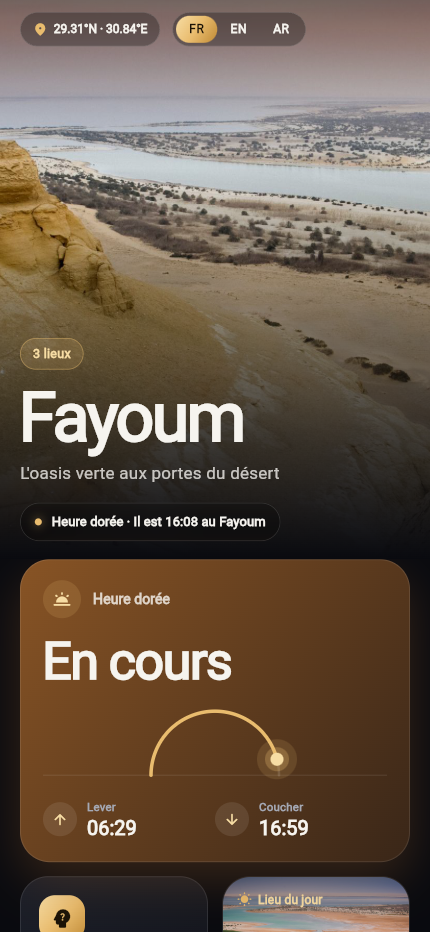 29.31°N · 30.84°E
FR EN AR
3 lieux
Fayoum
L'oasis verte aux portes du désert
Heure dorée · Il est 16:08 au Fayoum
Heure dorée
En cours
Lever
06:29
Coucher
16:59
Lieu du jour